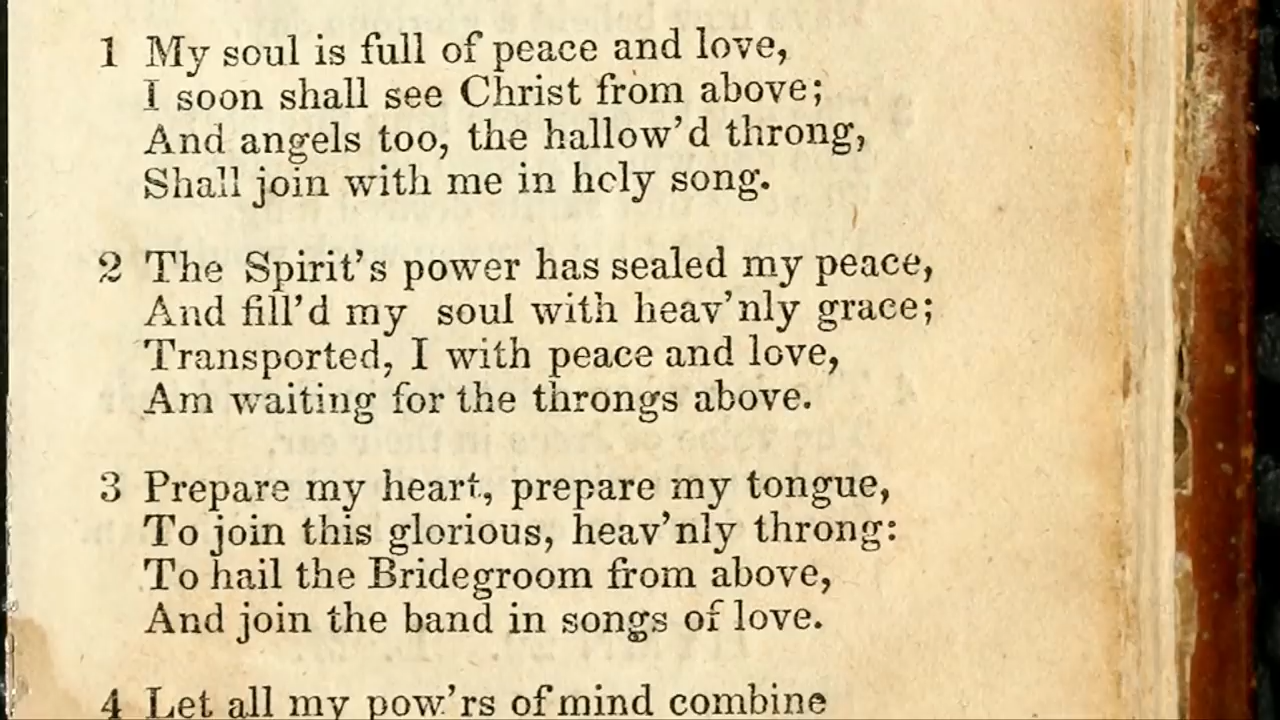 1 My soul is full of peace and love,
I soon shall see Christ from above;
And angels too, the hallow'd throng,
Shall join with me in holy song.
2 The Spirit's power has sealed my peace,
And fill'd my soul with heav'nly grace;
Transported, I with peace and love,
Am waiting for the throngs above.
3 Prepare my heart, prepare my tongue,
To join this glorious, heav'nly throng:
To hail the Bridegroom from above,
And join the band in songs of love.
4 Let all my pow'rs of mind combine